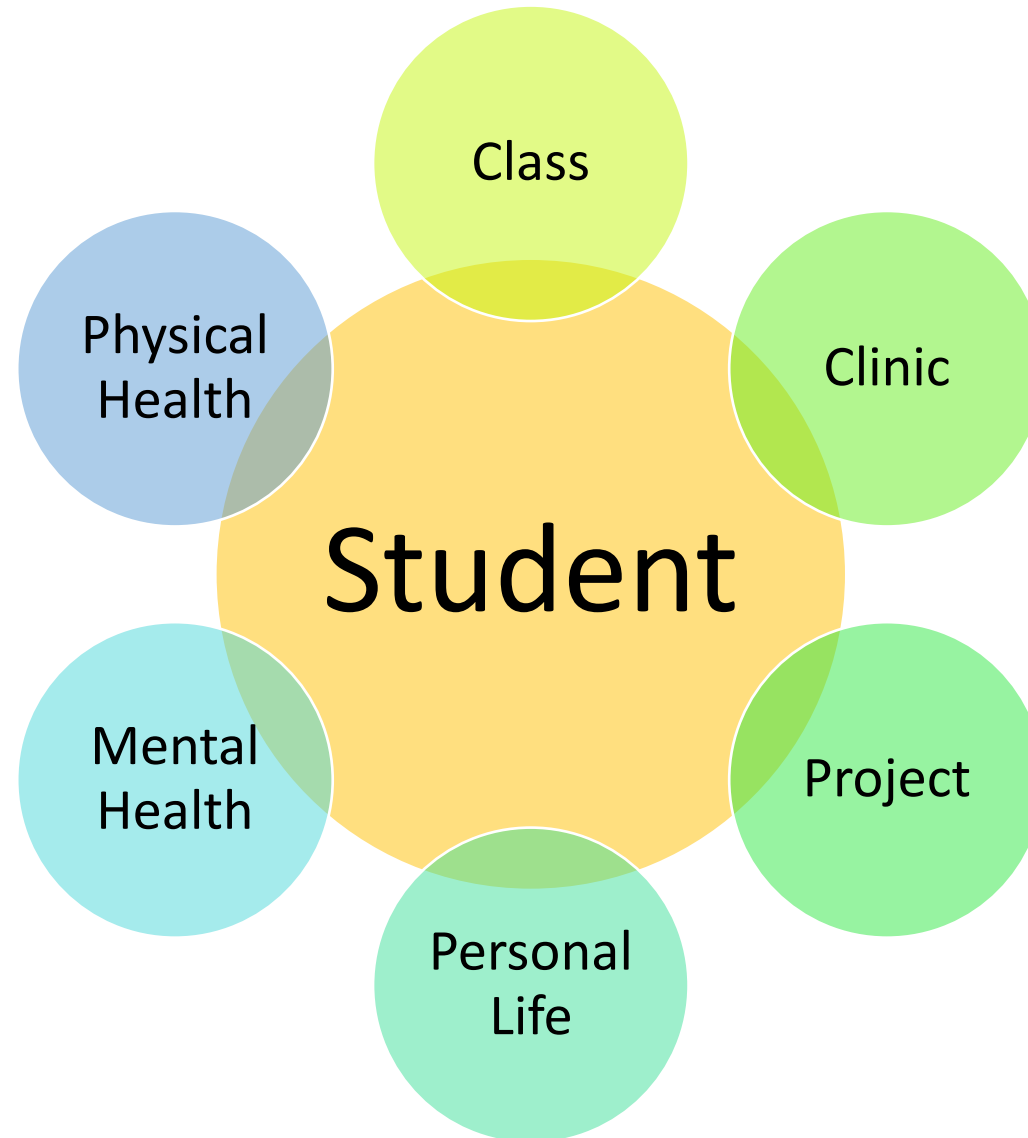 Class
Clinic
Project
Personal
Life
Mental
Health
Physical
Health
Student